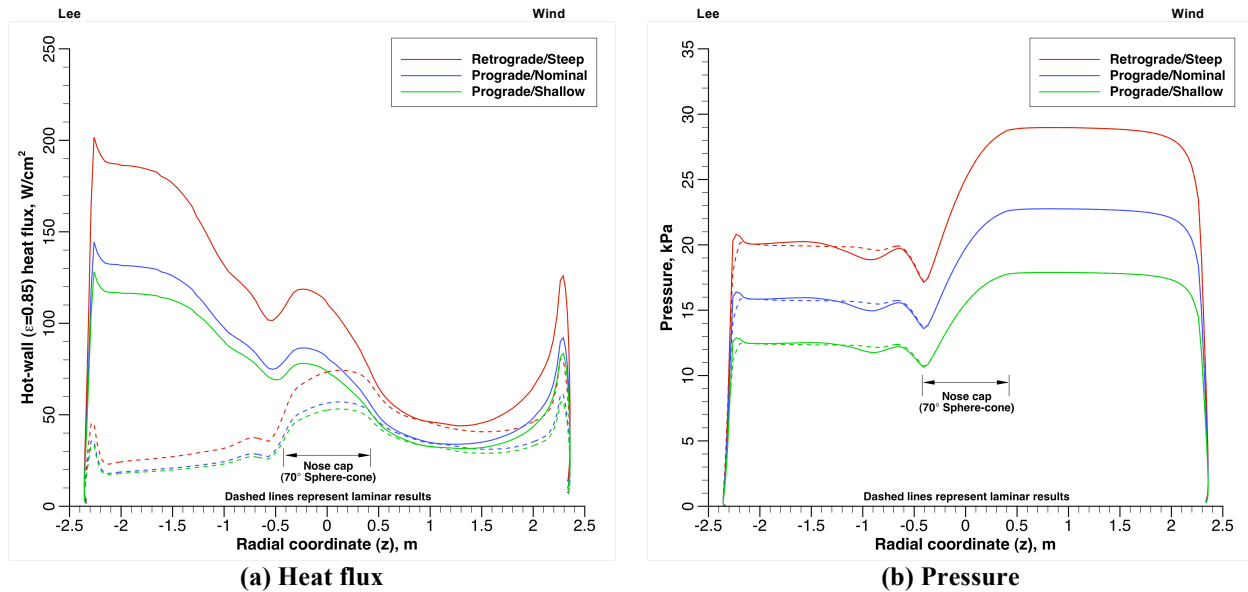 Lee Wind
250
200
150
100
50
0
Hot-wall (ε=0.85) heat flux, W/cm²
Retrograde/Steep
Prograde/Nominal
Prograde/Shallow
Nose cap
(70° Sphere-cone)
Dashed lines represent laminar results
-2.5 -2 -1.5 -1 -0.5 0 0.5 1 1.5 2 2.5
Radial coordinate (z), m
(a) Heat flux
Lee Wind
35
30
25
20
15
10
5
0
Pressure, kPa
Retrograde/Steep
Prograde/Nominal
Prograde/Shallow
Nose cap
(70° Sphere-cone)
Dashed lines represent laminar results
-2.5 -2 -1.5 -1 -0.5 0 0.5 1 1.5 2 2.5
Radial coordinate (z), m
(b) Pressure